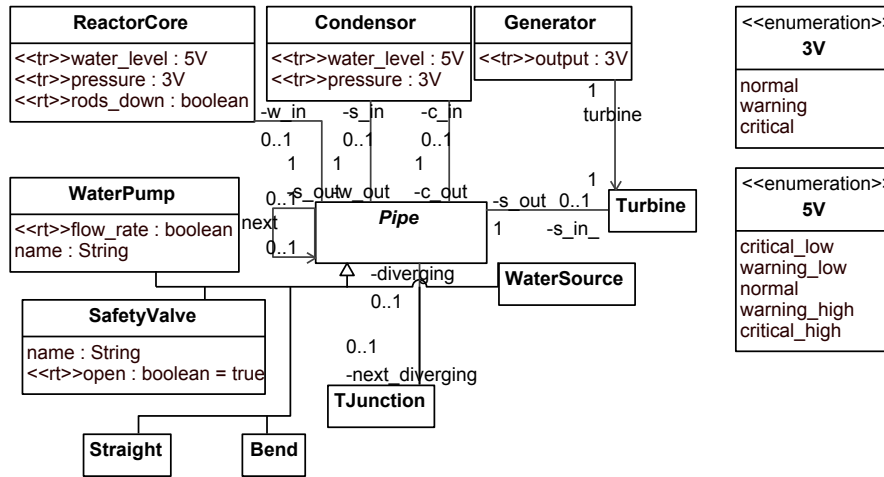 ReactorCore
<<tr>>water_level : 5V
<<tr>>pressure : 3V
<<rt>>rods_down : boolean
Condensor
<<tr>>water_level : 5V
<<tr>>pressure : 3V
Generator
<<tr>>output : 3V
<<enumeration>>
3V
normal
warning
critical
-w_in
0..1
-s_in
0..1
-c_in
0..1
1
turbine
1
1
1
1
-s_out
-w_out
-c_out
WaterPump
<<rt>>flow_rate : boolean
name : String
0..1
next
0..1
Pipe
-s_out
1
0..1
-s_in_
Turbine
<<enumeration>>
5V
critical_low
warning_low
normal
warning_high
critical_high
-diverging
0..1
WaterSource
SafetyValve
name : String
<<rt>>open : boolean = true
0..1
-next_diverging
TJunction
Straight
Bend